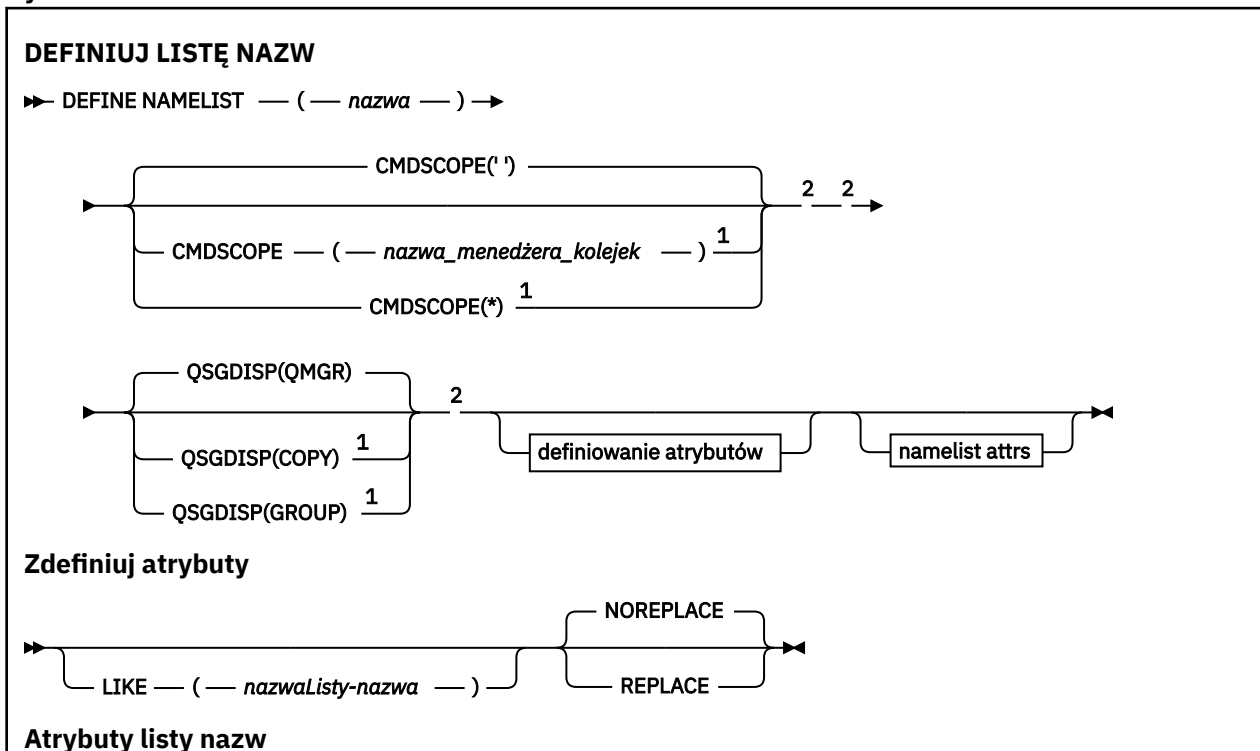 DEFINIUJ LISTĘ NAZW
DEFINE NAMELIST ( nazwa )
CMDSCOPE(' ')
2 2
CMDSCOPE ( nazwa_menedżera_kolejek ) 1
CMDSCOPE(*) 1
QSGDISP(QMGR)
2
QSGDISP(COPY) 1
definiowanie atrybutów
namelist attrs
QSGDISP(GROUP) 1
Zdefiniuj atrybuty
NOREPLACE
LIKE ( nazwaListy-nazwa )
REPLACE
Atrybuty listy nazw